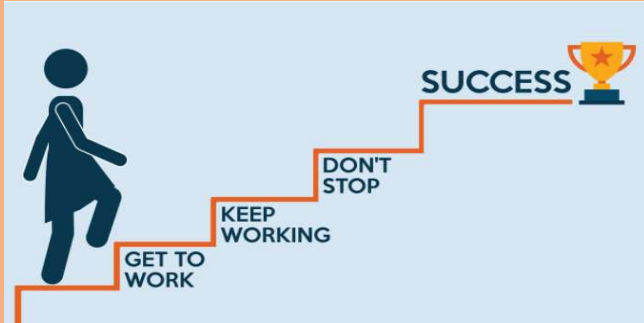 SUCCESS
DON'T
STOP
KEEP
WORKING
GET TO
WORK